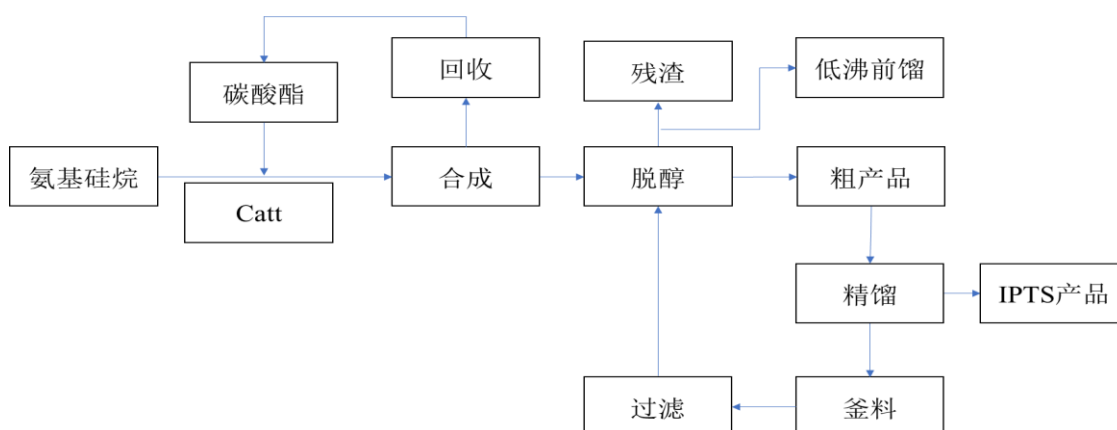 回收
残渣
低沸前馏
碳酸酯
氨基硅烷
合成
脱醇
粗产品
Catt
精馏
IPTS产品
过滤
釜料